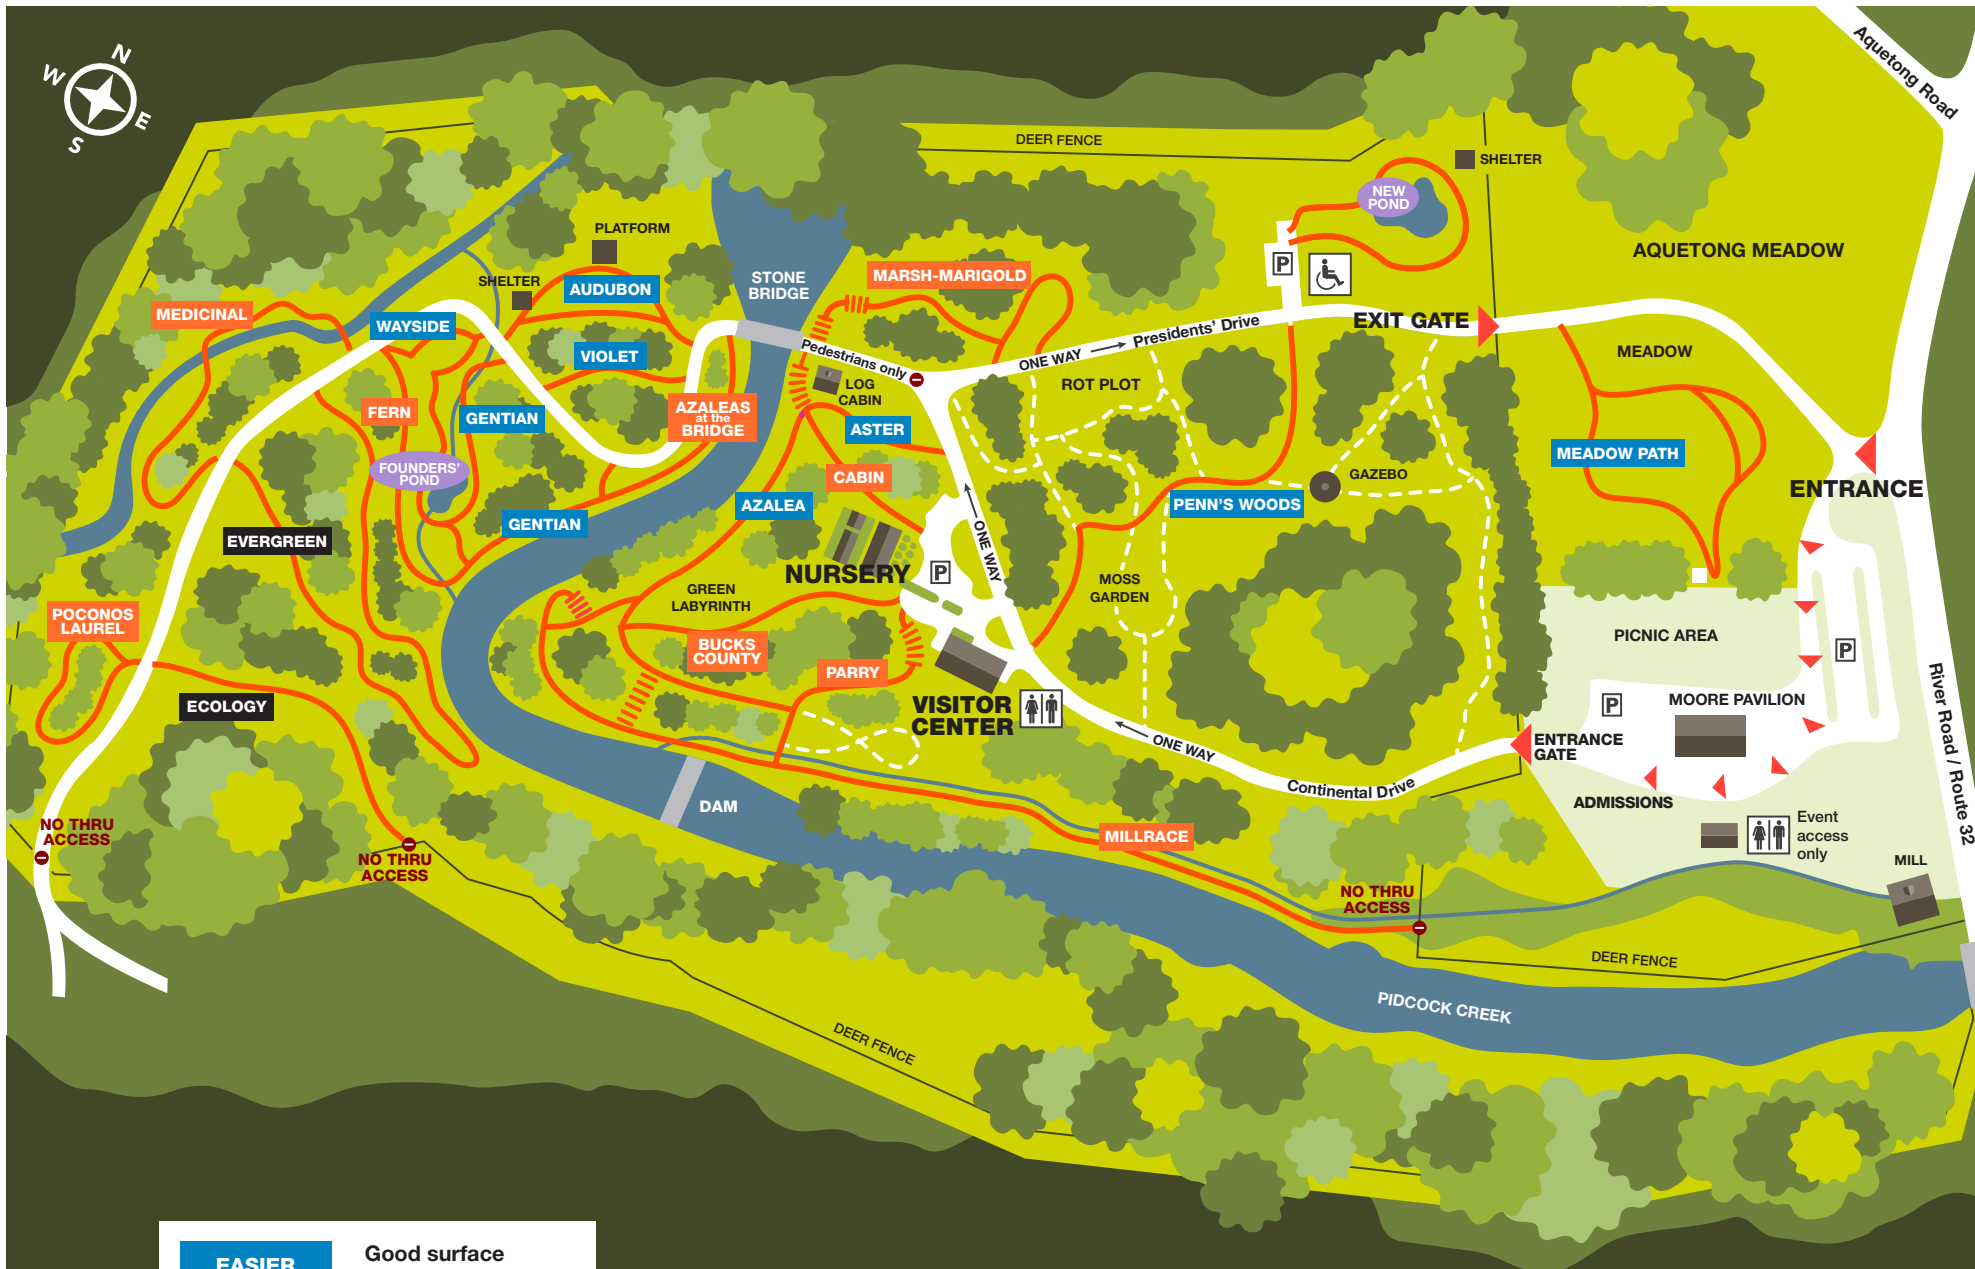 N
W
E
S
Aquetong Road
DEER FENCE
SHELTER
NEW
POND
PLATFORM
AQUETONG MEADOW
SHELTER
AUDUBON
STONE
BRIDGE
MARSH-MARIGOLD
P
MEDICINAL
WAYSIDE
EXIT GATE
Presidents' Drive
ONE WAY
Pedestrians only
VIOLET
MEADOW
LOG
CABIN
ROT PLOT
FERN
GENTIAN
AZALEAS
at the
BRIDGE
ASTER
MEADOW PATH
FOUNDERS'
POND
CABIN
GAZEBO
ENTRANCE
AZALEA
PENN'S WOODS
GENTIAN
EVERGREEN
ONE WAY
NURSERY
P
MOSS
GARDEN
GREEN
LABYRINTH
POCONOS
LAUREL
PICNIC AREA
P
BUCKS
COUNTY
PARRY
ECOLOGY
VISITOR
CENTER
P
MOORE PAVILION
River Road / Route 32
ENTRANCE
GATE
ONE WAY
Continental Drive
DAM
ADMISSIONS
NO THRU
ACCESS
NO THRU
ACCESS
MILLRACE
Event
access
only
MILL
NO THRU
ACCESS
DEER FENCE
PIDCOCK CREEK
DEER FENCE
EASIER
Good surface